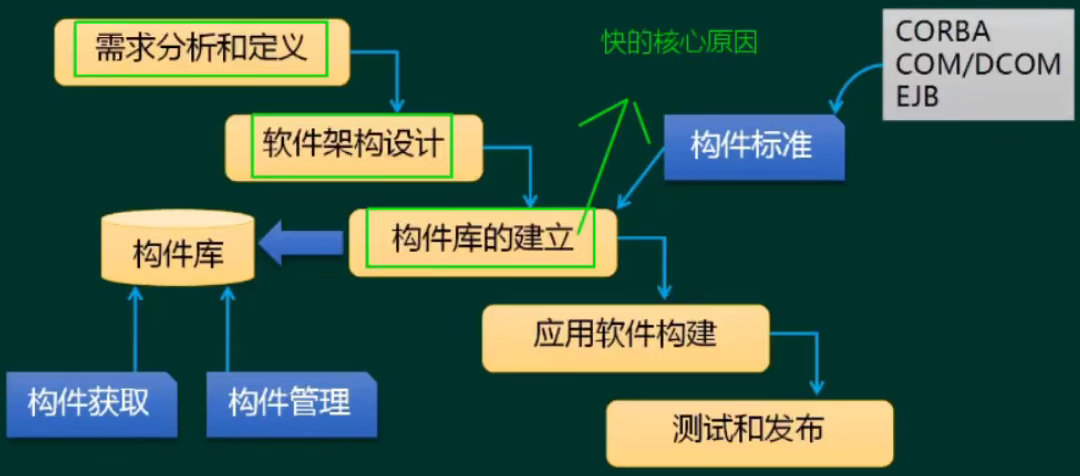 需求分析和定义
快的核心原因
CORBA
COM/DCOM
EJB
软件架构设计
构件标准
构件库的建立
构件库
应用软件构建
构件获取
构件管理
测试和发布